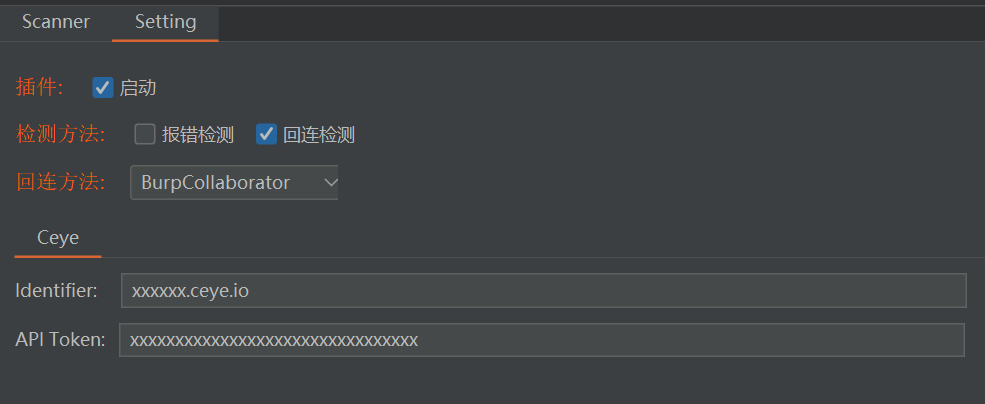 Scanner Setting
插件: 启动
检测方法: 报错检测 回连检测
回连方法: BurpCollaborator
Ceye
Identifier: xxxxxx.ceye.io
API Token: xxxxxxxxxxxxxxxxxxxxxxxxxxxxxxxx